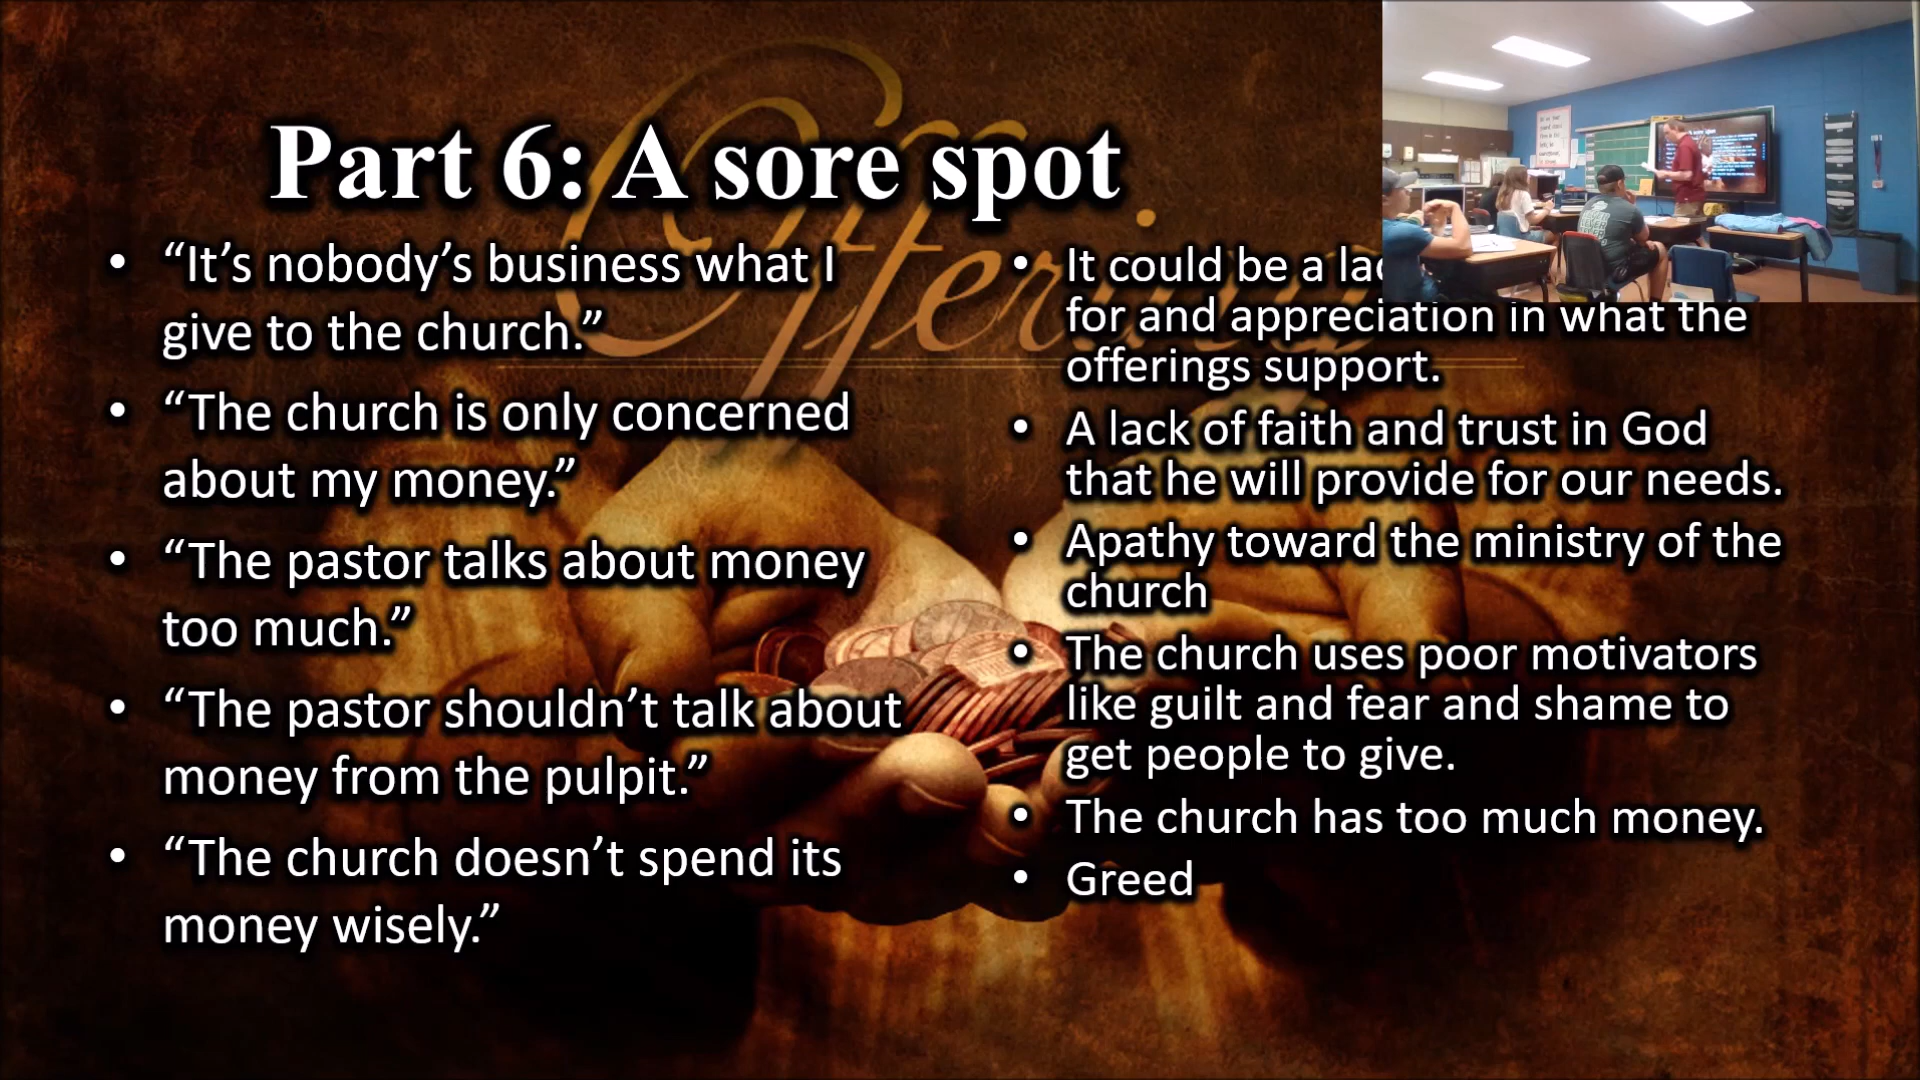 Offering
Part 6: A sore spot
• “It’s nobody’s business what I
give to the church.”
• “The church is only concerned
about my money.”
• “The pastor talks about money
too much.”
• “The pastor shouldn’t talk about
money from the pulpit.”
• “The church doesn’t spend its
money wisely.”
• It could be a
for and appreciation in what the
offerings support.
• A lack of faith and trust in God
that he will provide for our needs.
• Apathy toward the ministry of the
church
• The church uses poor motivators
like guilt and fear and shame to
get people to give.
• The church has too much money.
• Greed